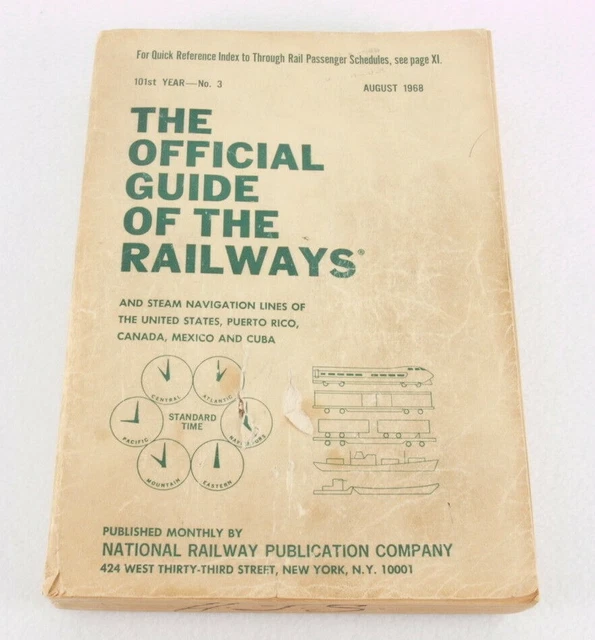 For Quick Reference Index to Through Rail Passenger Schedules, see page XI.
101st YEAR—No. 3
AUGUST 1968
THE
OFFICIAL
GUIDE
OF THE
RAILWAYS®
AND STEAM NAVIGATION LINES OF
THE UNITED STATES, PUERTO RICO,
CANADA, MEXICO AND CUBA
CENTRAL
ATLANTIC
PACIFIC
STANDARD
TIME
MOUNTAIN
EASTERN
PUBLISHED MONTHLY BY
NATIONAL RAILWAY PUBLICATION COMPANY
424 WEST THIRTY-THIRD STREET, NEW YORK, N.Y. 10001